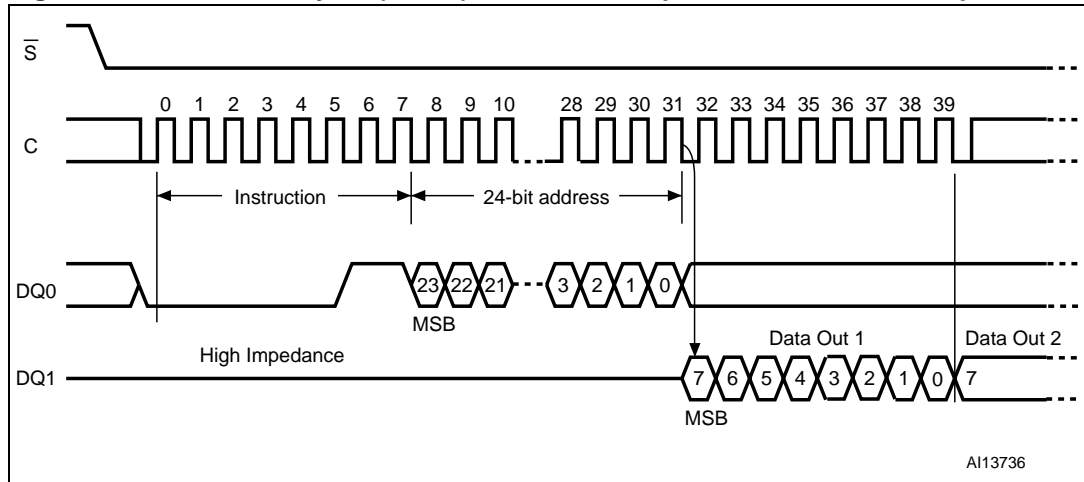 S
0 1 2 3 4 5 6 7 8 9 10 28 29 30 31 32 33 34 35 36 37 38 39
C
Instruction 24-bit address
DQ0 23 22 21 3 2 1 0
MSB
High Impedance Data Out 1 Data Out 2
DQ1 7 6 5 4 3 2 1 0 7
MSB
AI13736